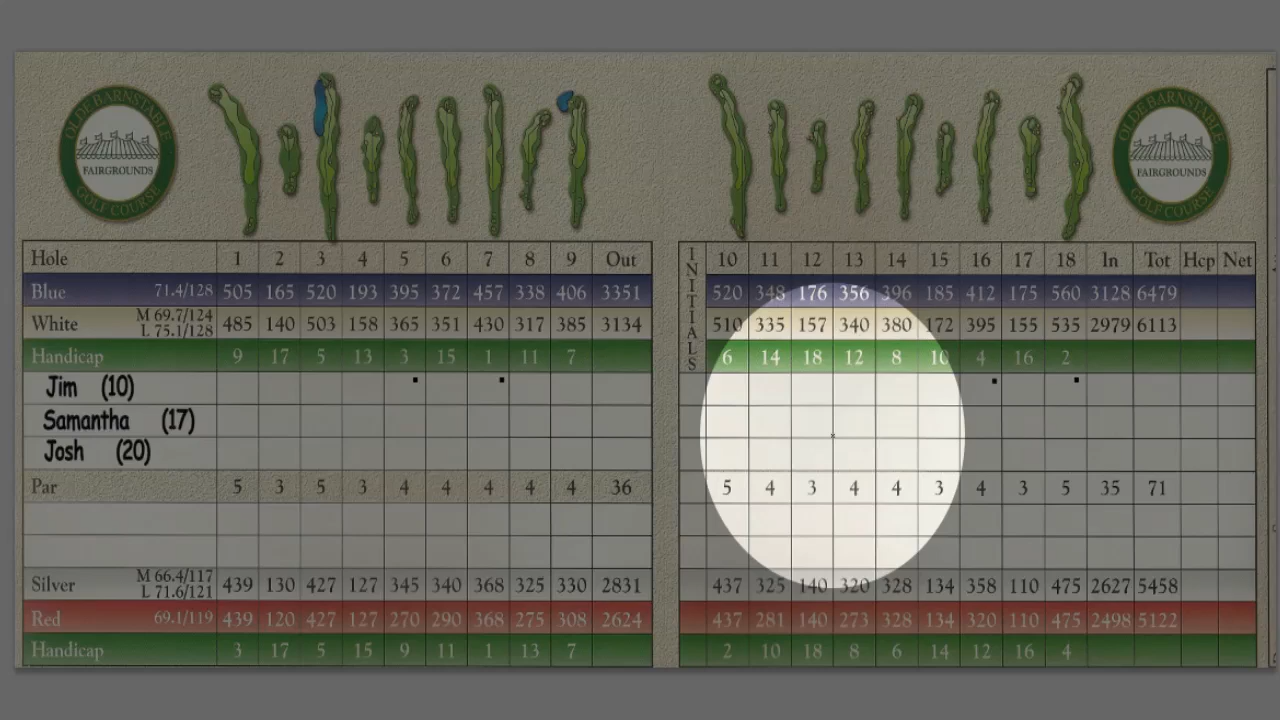 OLDE BARNSTABLE
FAIRGROUNDS
GOLF COURSE
OLDE BARNSTABLE
FAIRGROUNDS
GOLF COURSE
Hole 1 2 3 4 5 6 7 8 9 Out INITIALS 10 11 12 13 14 15 16 17 18 In Tot Hcp Net
Blue 71.4/128 505 165 520 193 395 372 457 338 406 3351 520 348 176 356 396 185 412 175 560 3128 6479
White M 69.7/124 L 75.1/128 485 140 503 158 365 351 430 317 385 3134 510 335 157 340 380 172 395 155 535 2979 6113
Handicap 9 17 5 13 3 15 1 11 7 6 14 18 12 8 10 4 16 2
Jim (10)
Samantha (17)
Josh (20)
Par 5 3 5 3 4 4 4 4 4 36 5 4 3 4 4 3 4 3 5 35 71
Silver M 66.4/117 L 71.6/121 439 130 427 127 345 340 368 325 330 2831 437 325 140 320 328 134 358 110 475 2627 5458
Red 69.1/119 439 120 427 127 270 290 368 275 308 2624 437 281 140 273 328 134 320 110 475 2498 5122
Handicap 3 17 5 15 9 11 1 13 7 2 10 18 8 6 14 12 16 4